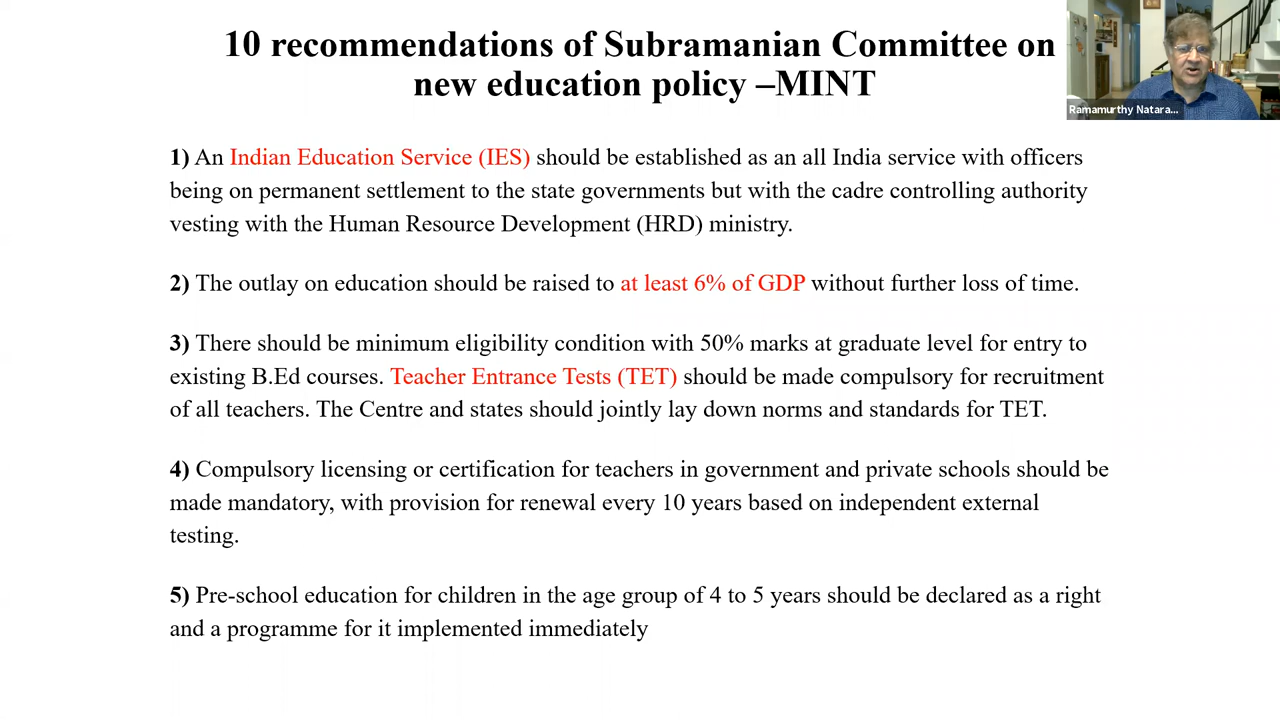 10 recommendations of Subramanian Committee on
new education policy –MINT
Ramamurthy Natara...
1) An Indian Education Service (IES) should be established as an all India service with officers
being on permanent settlement to the state governments but with the cadre controlling authority
vesting with the Human Resource Development (HRD) ministry.
2) The outlay on education should be raised to at least 6% of GDP without further loss of time.
3) There should be minimum eligibility condition with 50% marks at graduate level for entry to
existing B.Ed courses. Teacher Entrance Tests (TET) should be made compulsory for recruitment
of all teachers. The Centre and states should jointly lay down norms and standards for TET.
4) Compulsory licensing or certification for teachers in government and private schools should be
made mandatory, with provision for renewal every 10 years based on independent external
testing.
5) Pre-school education for children in the age group of 4 to 5 years should be declared as a right
and a programme for it implemented immediately